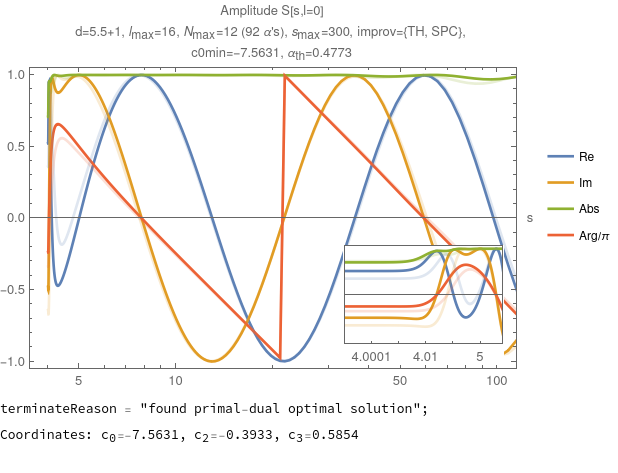 Amplitude S[s,l=0]
d=5.5+1, lmax=16, Nmax=12 (92 α's), smax=300, improv={TH, SPC},
c0min=-7.5631, αth=0.4773
1.0
0.5
0.0
-0.5
-1.0
5 10 50 100
s
4.0001 4.01 5
Re
Im
Abs
Arg/π
terminateReason = "found primal-dual optimal solution";
Coordinates: c0=-7.5631, c2=-0.3933, c3=0.5854